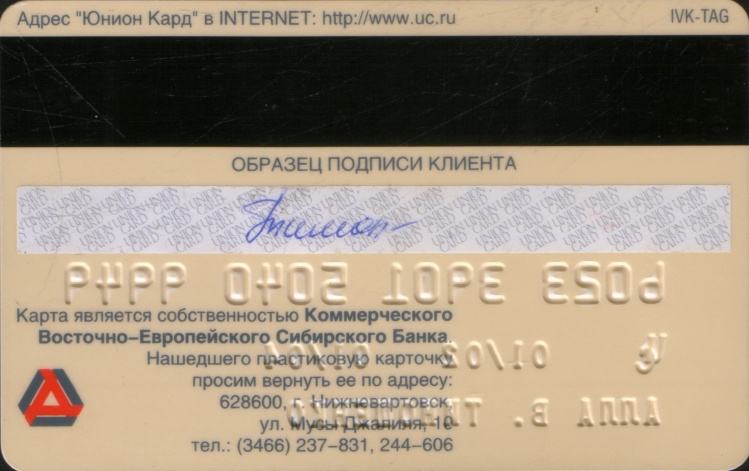 Адрес "Юнион Кард" в INTERNET: http://www.uc.ru
IVK-TAG
ОБРАЗЕЦ ПОДПИСИ КЛИЕНТА
Карта является собственностью Коммерческого
Восточно-Европейского Сибирского Банка.
Нашедшего пластиковую карточку
просим вернуть ее по адресу:
628600, г. Нижневартовск,
ул. Мусы Джалиля, 10
тел.: (3466) 237-831, 244-606